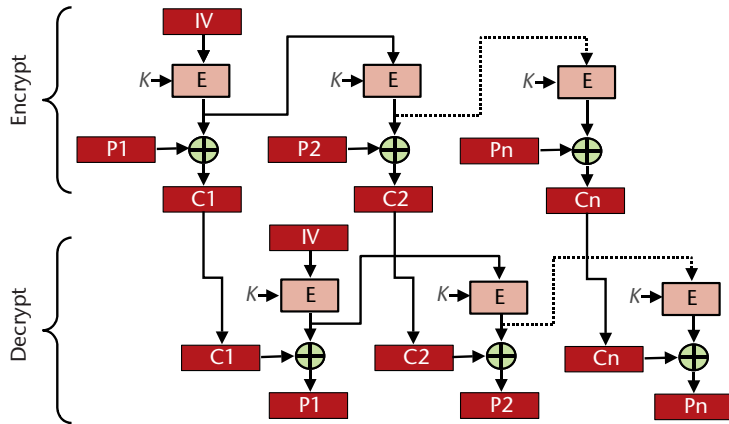 Encrypt
IV
K E
K E
K E
P1
P2
Pn
C1
C2
Cn
Decrypt
IV
K E
K E
K E
C1
C2
Cn
P1
P2
Pn